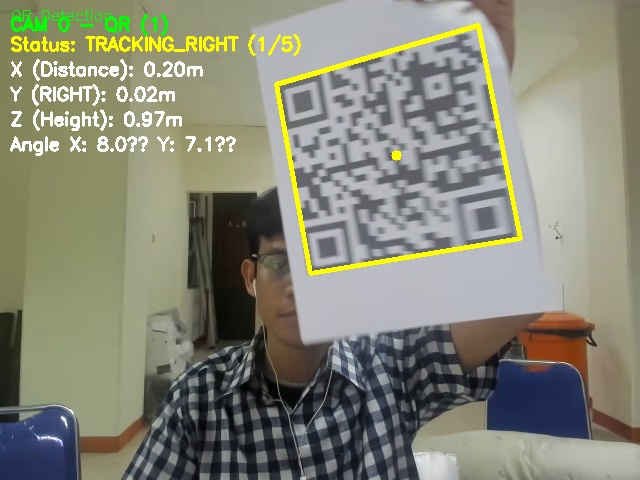 QR Detection
CAM 0 - QR (1)
Status: TRACKING_RIGHT (1/5)
X (Distance): 0.20m
Y (RIGHT): 0.02m
Z (Height): 0.97m
Angle X: 8.0?? Y: 7.1??